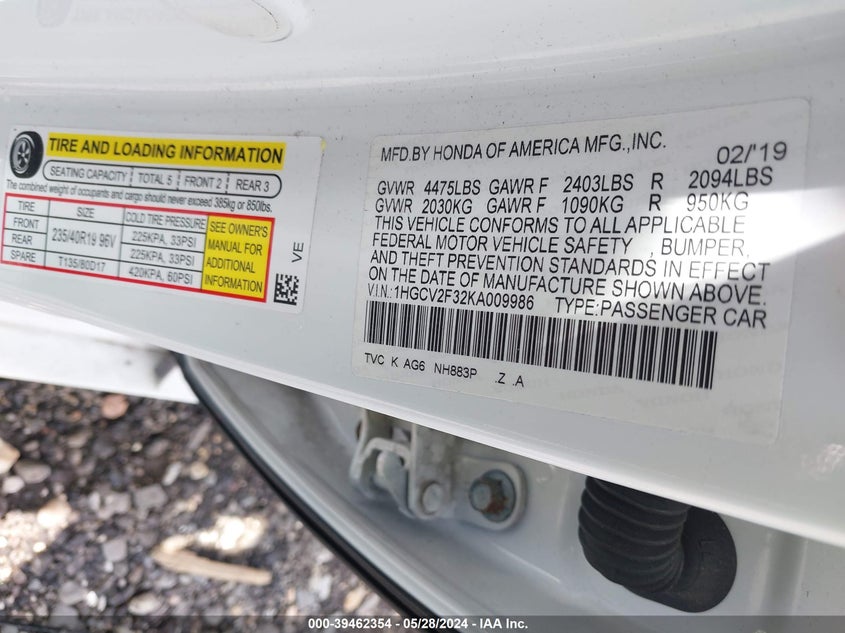 TIRE AND LOADING INFORMATION
SEATING CAPACITY TOTAL 5 FRONT 2 REAR 3
The combined weight of occupants and cargo should never exceed 385kg or 850lbs.
TIRE SIZE COLD TIRE PRESSURE
FRONT 235/40R19 96V 225KPA, 33PSI
REAR 225KPA, 33PSI
SPARE T135/80D17 420KPA, 60PSI
SEE OWNER'S
MANUAL FOR
ADDITIONAL
INFORMATION
VE
MFD.BY HONDA OF AMERICA MFG.,INC. 02/'19
GVWR 4475LBS GAWR F 2403LBS R 2094LBS
GVWR 2030KG GAWR F 1090KG R 950KG
THIS VEHICLE CONFORMS TO ALL APPLICABLE
FEDERAL MOTOR VEHICLE SAFETY , BUMPER,
AND THEFT PREVENTION STANDARDS IN EFFECT
ON THE DATE OF MANUFACTURE SHOWN ABOVE.
V.I.N.: 1HGCV2F32KA009986 TYPE:PASSENGER CAR
TVC K AG6 NH883P .Z .A
000-39462354 - 05/28/2024 - IAA Inc.